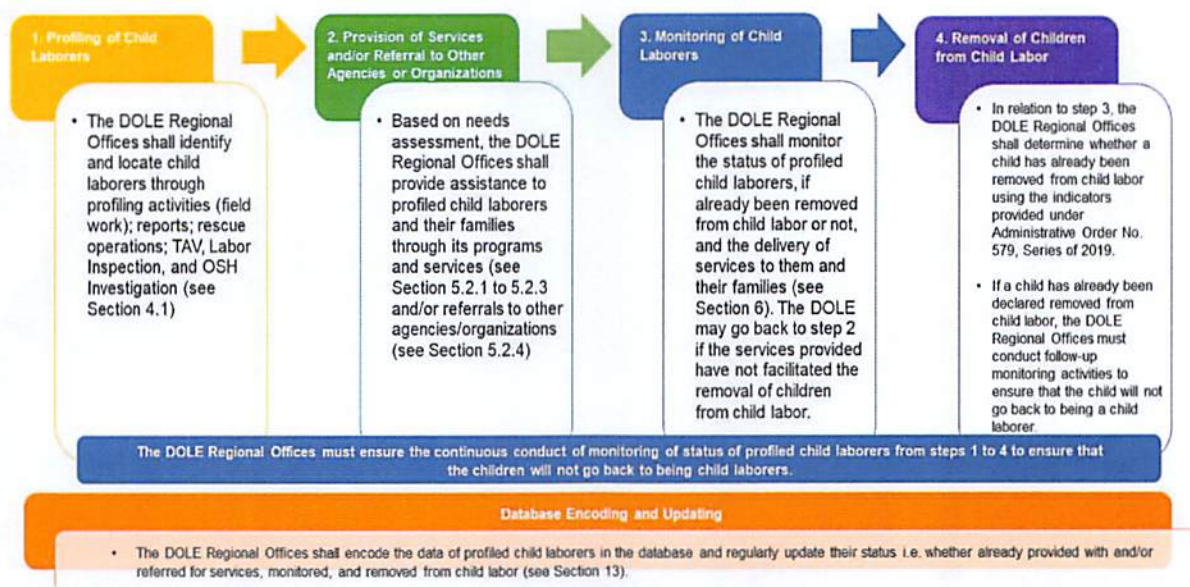 1. Profiling of Child
Laborers
• The DOLE Regional
Offices shall identify
and locate child
laborers through
profiling activities (field
work); reports; rescue
operations; TAV, Labor
Inspection, and OSH
Investigation (see
Section 4.1)
2. Provision of Services
and/or Referral to Other
Agencies or Organizations
• Based on needs
assessment, the DOLE
Regional Offices shall
provide assistance to
profiled child laborers
and their families
through its programs
and services (see
Section 5.2.1 to 5.2.3
and/or referrals to other
agencies/organizations
(see Section 5.2.4)
3. Monitoring of Child
Laborers
• The DOLE Regional
Offices shall monitor
the status of profiled
child laborers, if
already been removed
from child labor or not,
and the delivery of
services to them and
their families (see
Section 6). The DOLE
may go back to step 2
if the services provided
have not facilitated the
removal of children
from child labor.
4. Removal of Children
from Child Labor
• In relation to step 3, the
DOLE Regional Offices
shall determine whether a
child has already been
removed from child labor
using the indicators
provided under
Administrative Order No.
579, Series of 2019.
• If a child has already been
declared removed from
child labor, the DOLE
Regional Offices must
conduct follow-up
monitoring activities to
ensure that the child will not
go back to being a child
laborer.
The DOLE Regional Offices must ensure the continuous conduct of monitoring of status of profiled child laborers from steps 1 to 4 to ensure that
the children will not go back to being child laborers.
Database Encoding and Updating
• The DOLE Regional Offices shall encode the data of profiled child laborers in the database and regularly update their status i.e. whether already provided with and/or
referred for services, monitored, and removed from child labor (see Section 13).